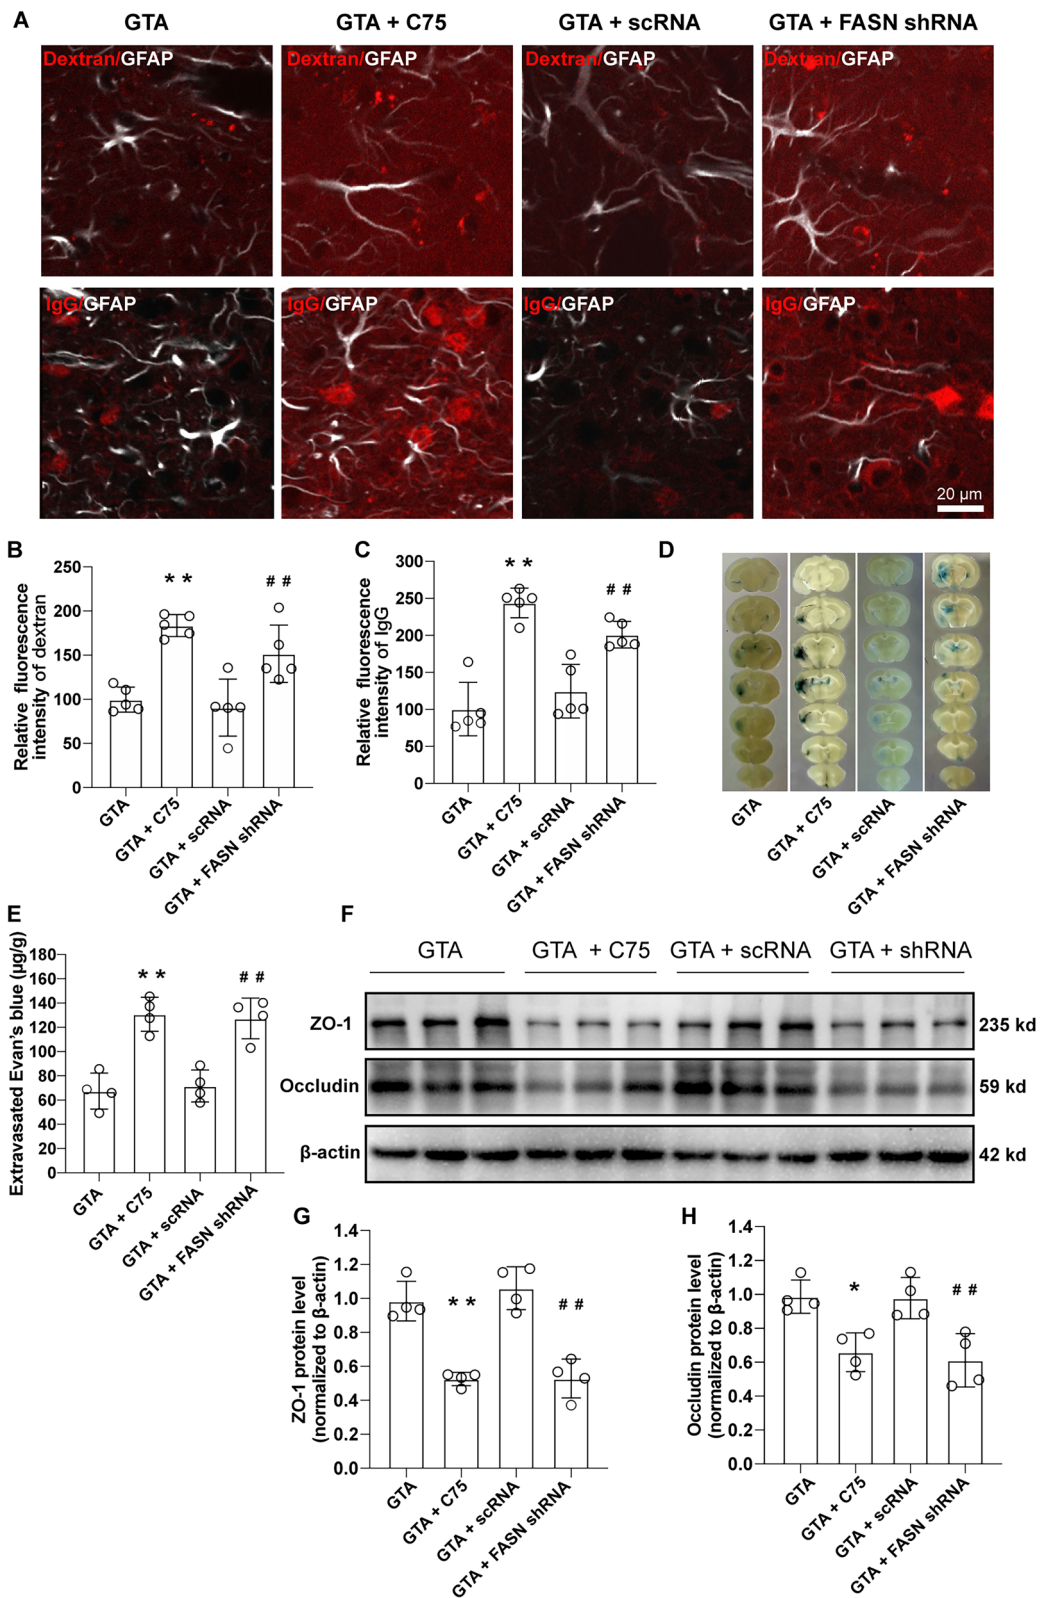 A
GTA
GTA + C75
GTA + scRNA
GTA + FASN shRNA
Dextran/GFAP
Dextran/GFAP
Dextran/GFAP
Dextran/GFAP
IgG/GFAP
IgG/GFAP
IgG/GFAP
IgG/GFAP
20 μm
B
Relative fluorescence
intensity of dextran
250
200
150
100
50
0
* *
# #
GTA
GTA + C75
GTA + scRNA
GTA + FASN shRNA
C
Relative fluorescence
intensity of IgG
300
250
200
150
100
50
0
* *
# #
GTA
GTA + C75
GTA + scRNA
GTA + FASN shRNA
D
GTA
GTA + C75
GTA + scRNA
GTA + FASN shRNA
E
Extravasated Evan's blue (μg/g)
180
160
140
120
100
80
60
40
20
0
* *
# #
GTA
GTA + C75
GTA + scRNA
GTA + FASN shRNA
F
GTA
GTA + C75
GTA + scRNA
GTA + shRNA
ZO-1
235 kd
Occludin
59 kd
β-actin
42 kd
G
ZO-1 protein level
(normalized to β-actin)
1.4
1.2
1.0
0.8
0.6
0.4
0.2
0.0
* *
# #
GTA
GTA + C75
GTA + scRNA
GTA + FASN shRNA
H
Occludin protein level
(normalized to β-actin)
1.4
1.2
1.0
0.8
0.6
0.4
0.2
0.0
*
# #
GTA
GTA + C75
GTA + scRNA
GTA + FASN shRNA